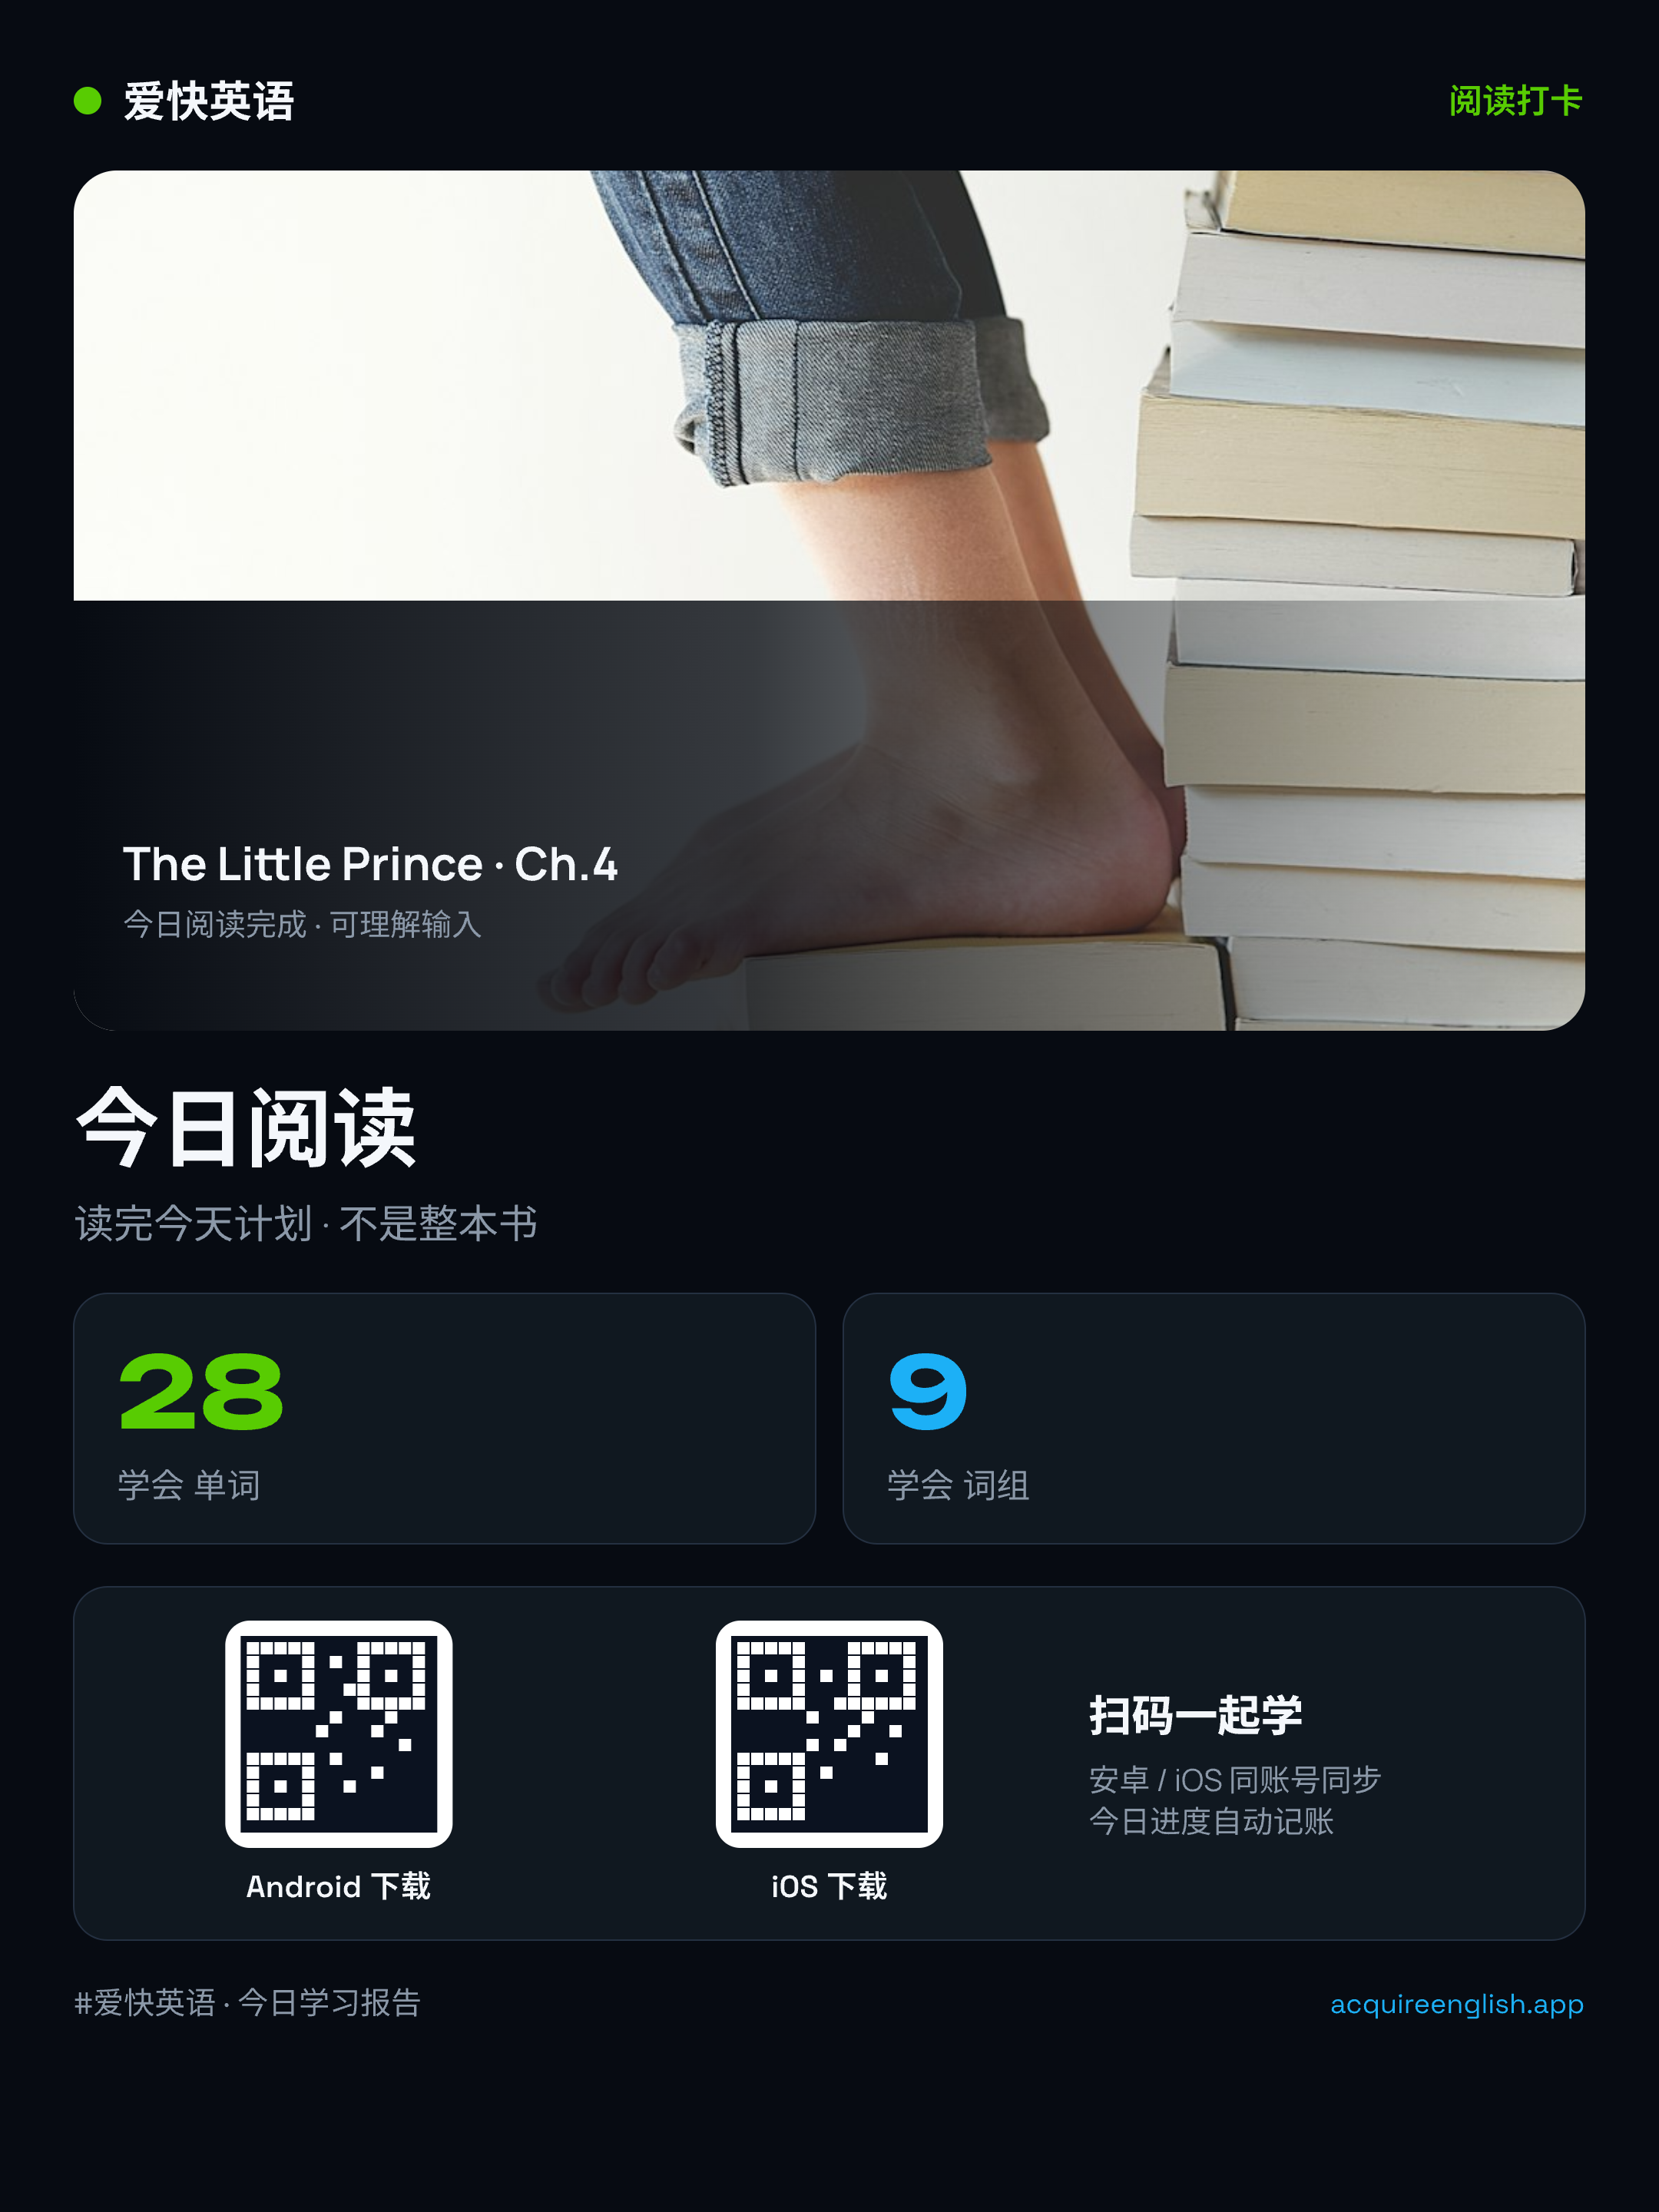 爱快英语
阅读打卡
The Little Prince · Ch.4
今日阅读完成 · 可理解输入
今日阅读
读完今天计划 · 不是整本书
28
学会 单词
9
学会 词组
Android 下载
iOS 下载
扫码一起学
安卓 / iOS 同账号同步
今日进度自动记账
#爱快英语 · 今日学习报告
acquireenglish.app